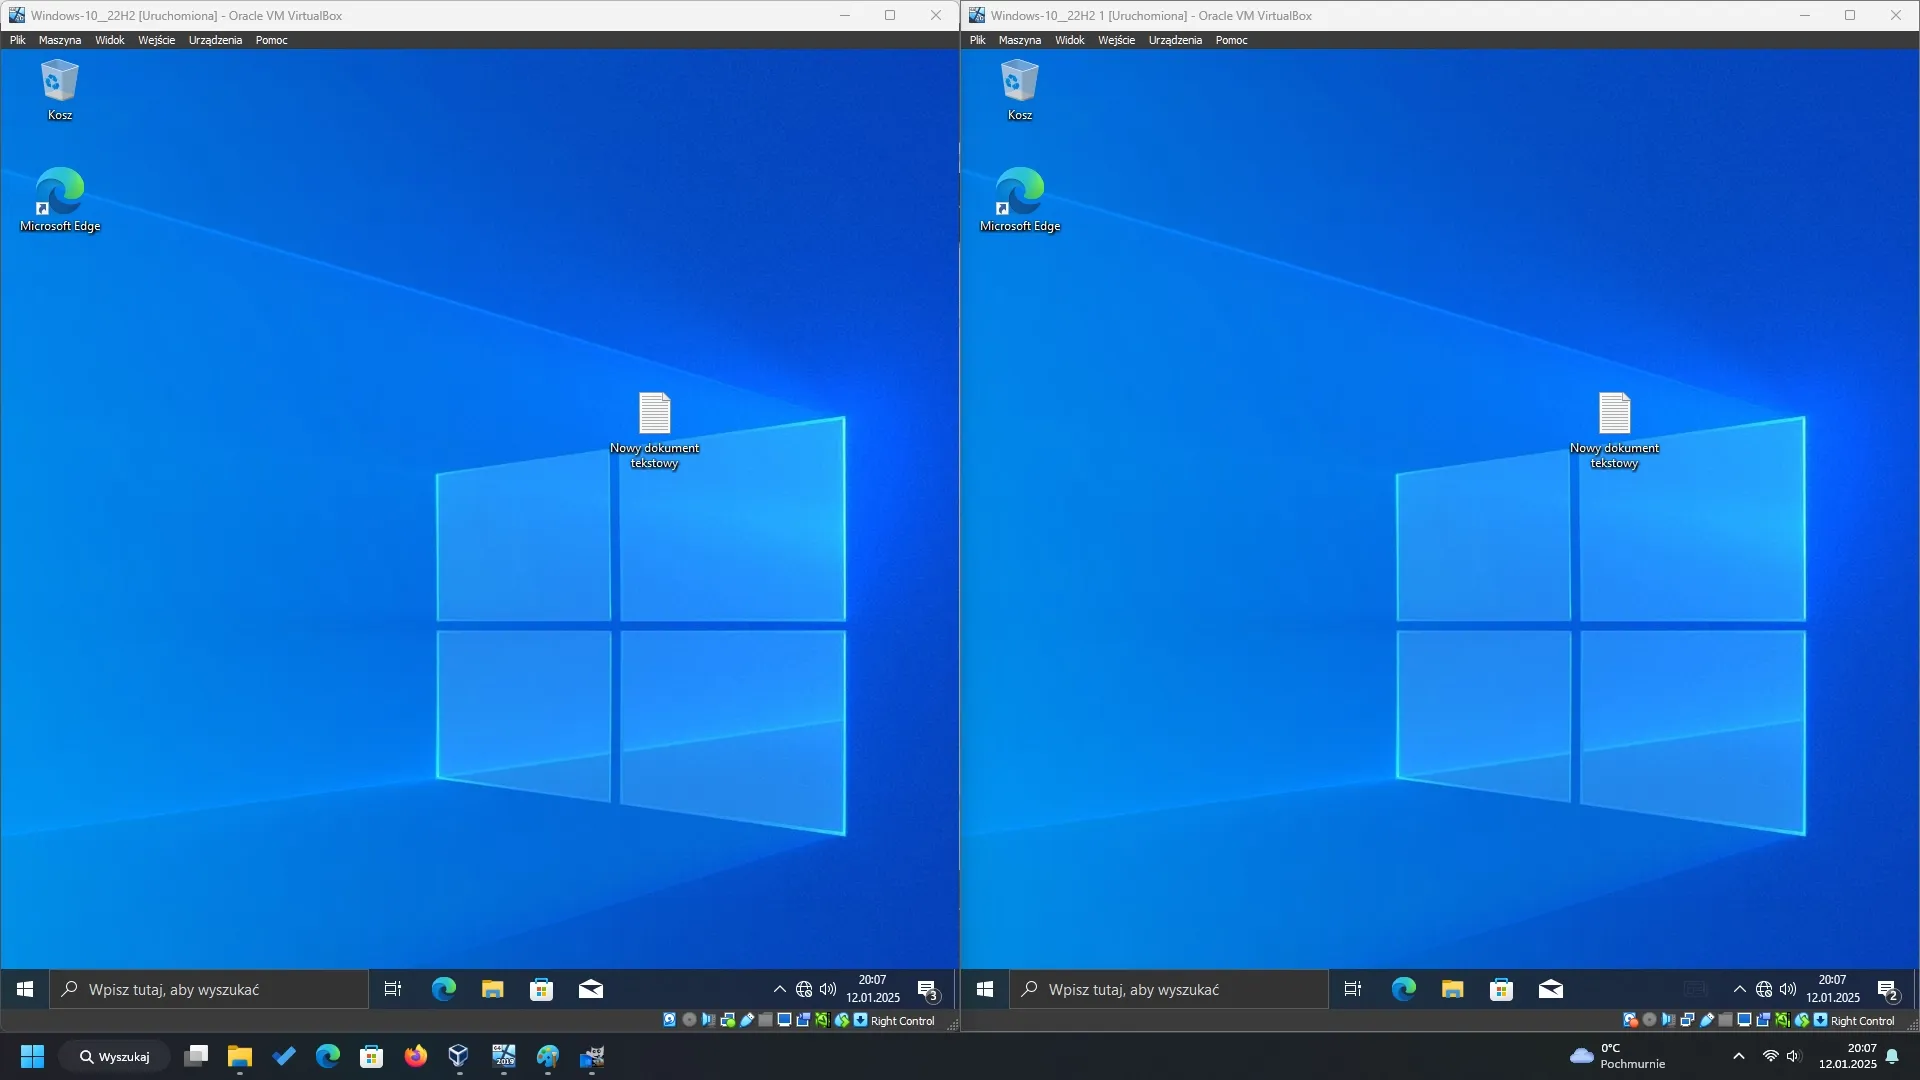 Windows-10__22H2 [Uruchomiona] - Oracle VM VirtualBox
Plik Maszyna Widok Wejście Urządzenia Pomoc
Kosz
Microsoft Edge
Nowy dokument
tekstowy
Wpisz tutaj, aby wyszukać
20:07
12.01.2025
3
Right Control
Windows-10__22H2 1 [Uruchomiona] - Oracle VM VirtualBox
Plik Maszyna Widok Wejście Urządzenia Pomoc
Kosz
Microsoft Edge
Nowy dokument
tekstowy
Wpisz tutaj, aby wyszukać
20:07
12.01.2025
2
Right Control
Wyszukaj
2019
0°C
Pochmurnie
20:07
12.01.2025